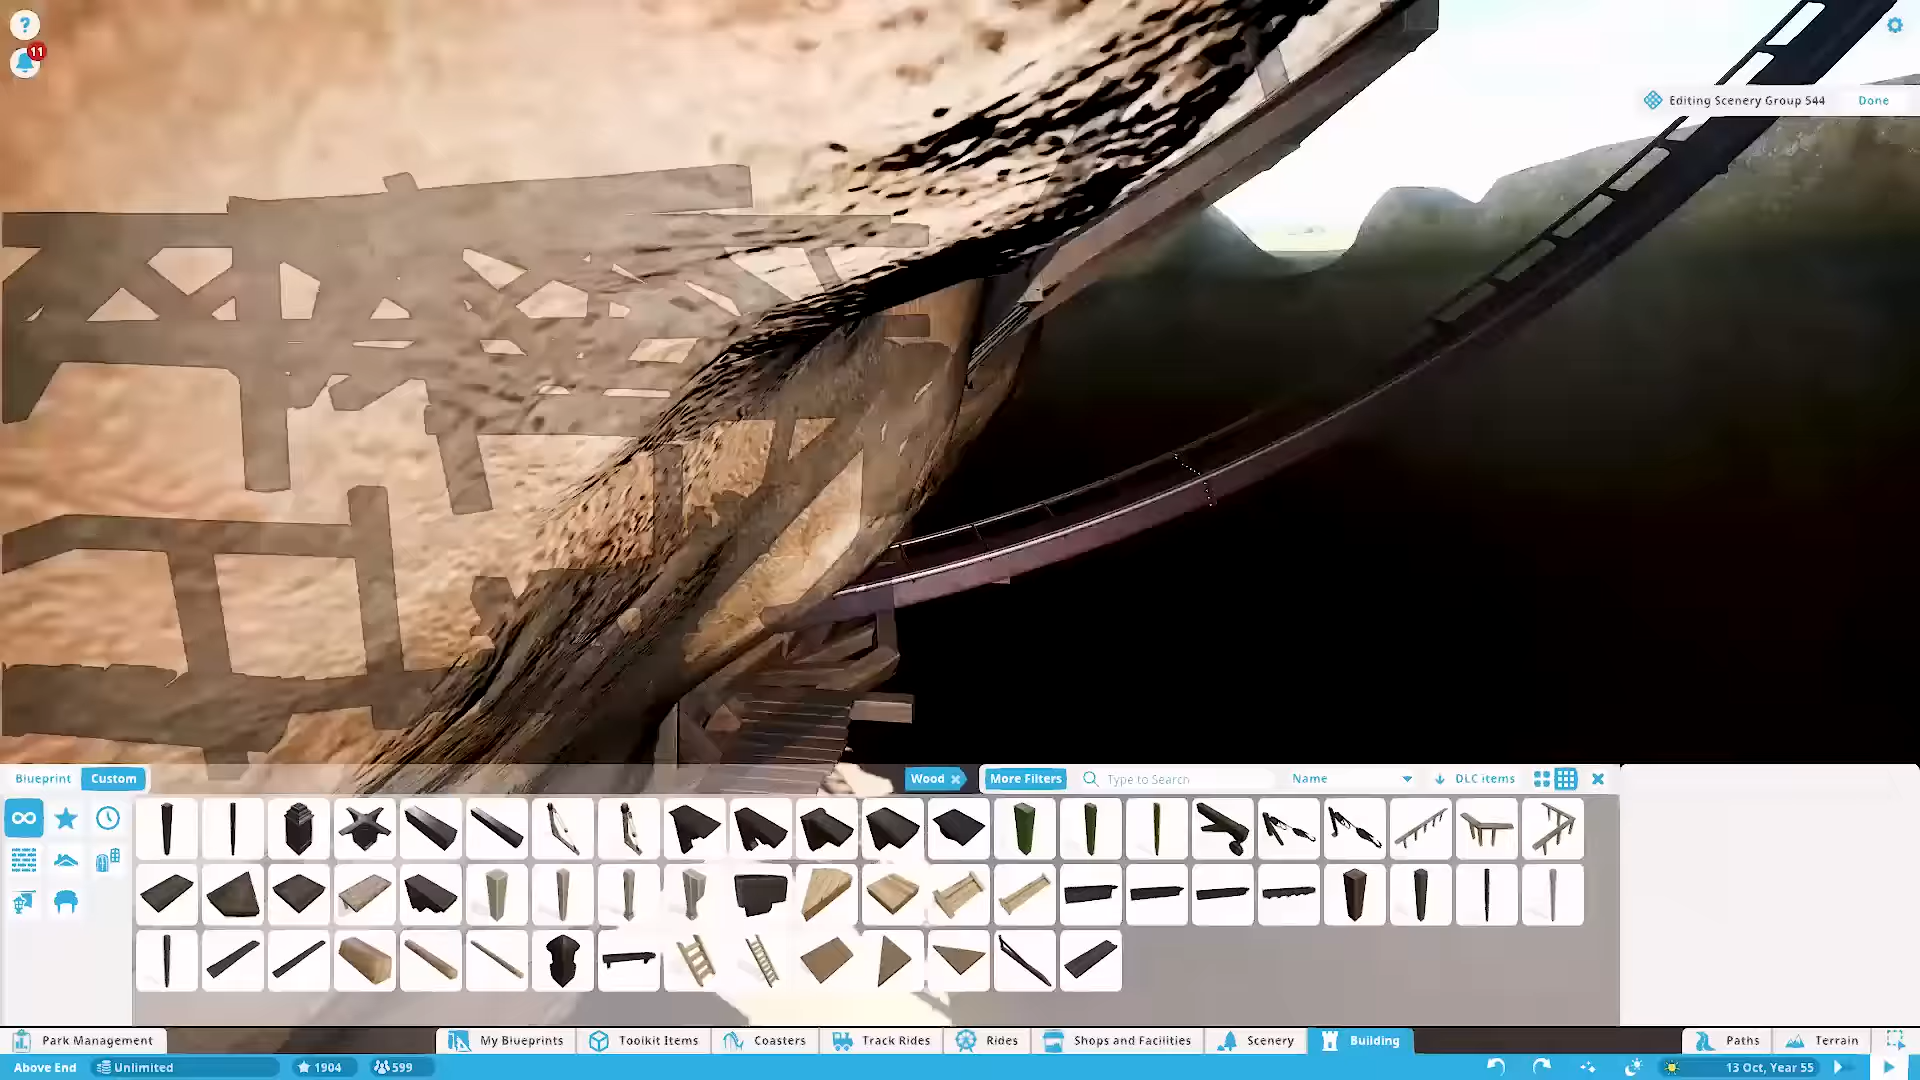 ?
11
Editing Scenery Group 544 Done
Blueprint Custom
Wood More Filters Type to Search Name DLC items
Park Management My Blueprints Toolkit Items Coasters Track Rides Rides Shops and Facilities Scenery Building Paths Terrain
Above End Unlimited 1904 599 13 Oct, Year 55